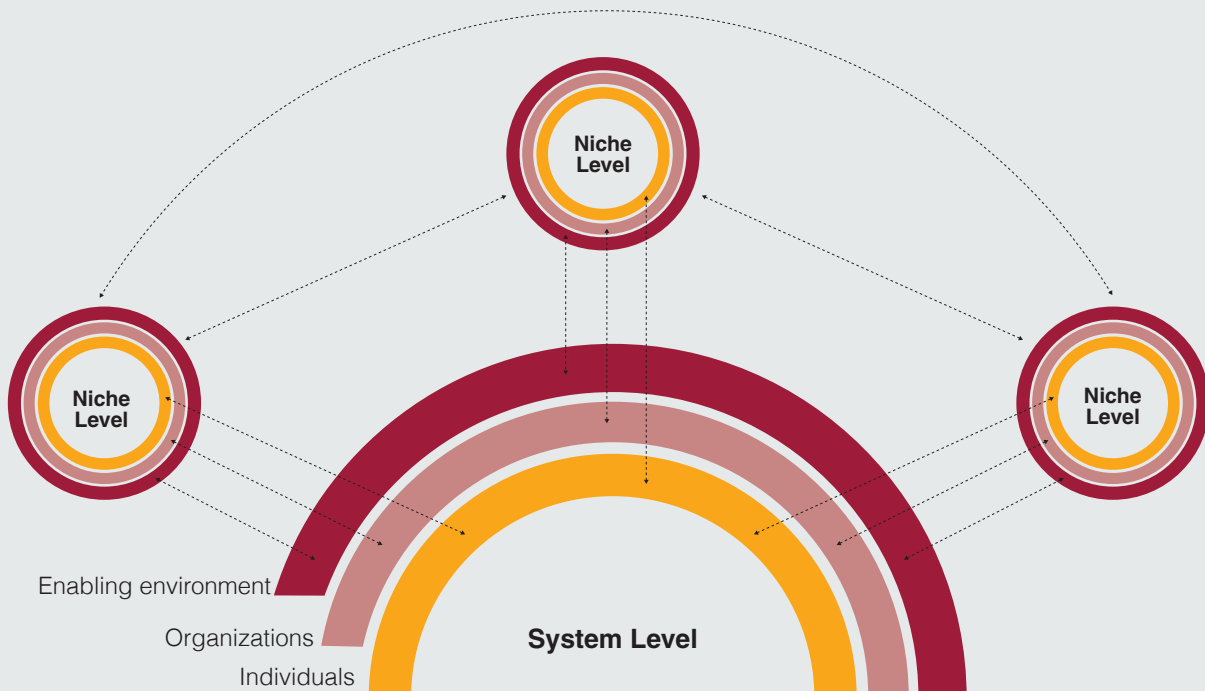 Niche
Level
Niche
Level
Niche
Level
Enabling environment
Organizations
System Level
Individuals